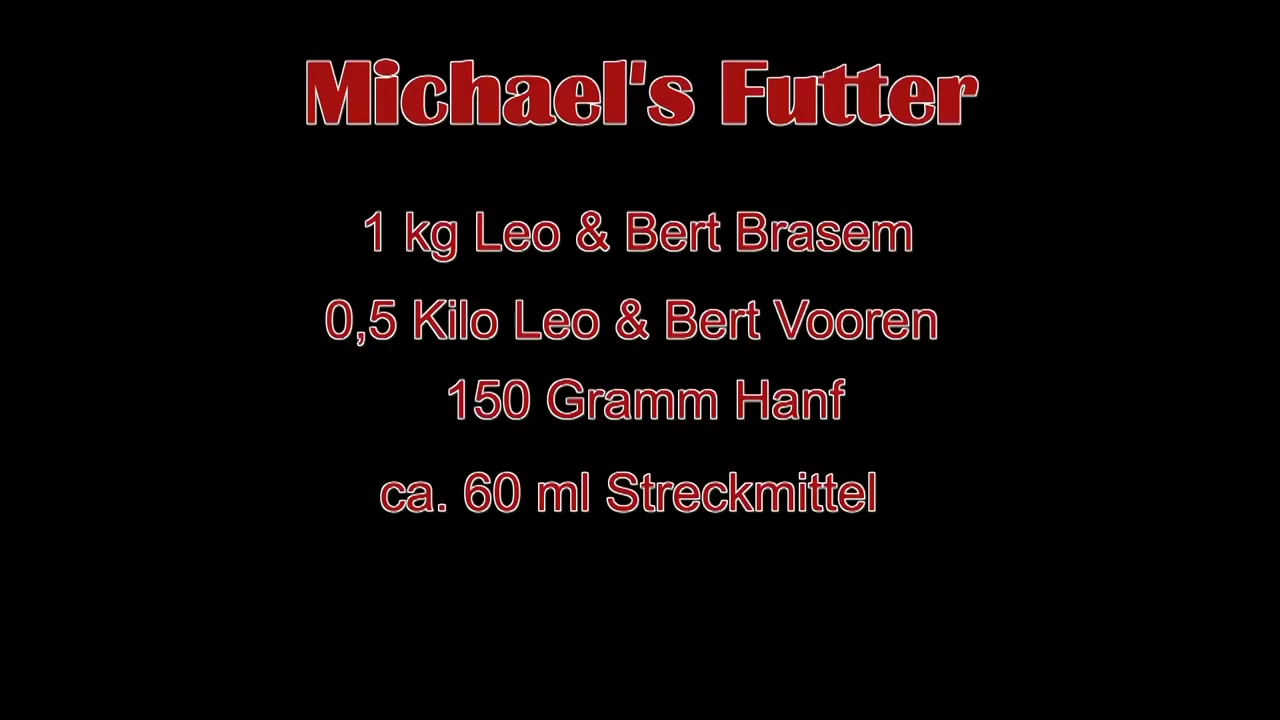 Michael's Futter
1 kg Leo & Bert Brasem
0,5 Kilo Leo & Bert Vooren
150 Gramm Hanf
ca. 60 ml Streckmittel